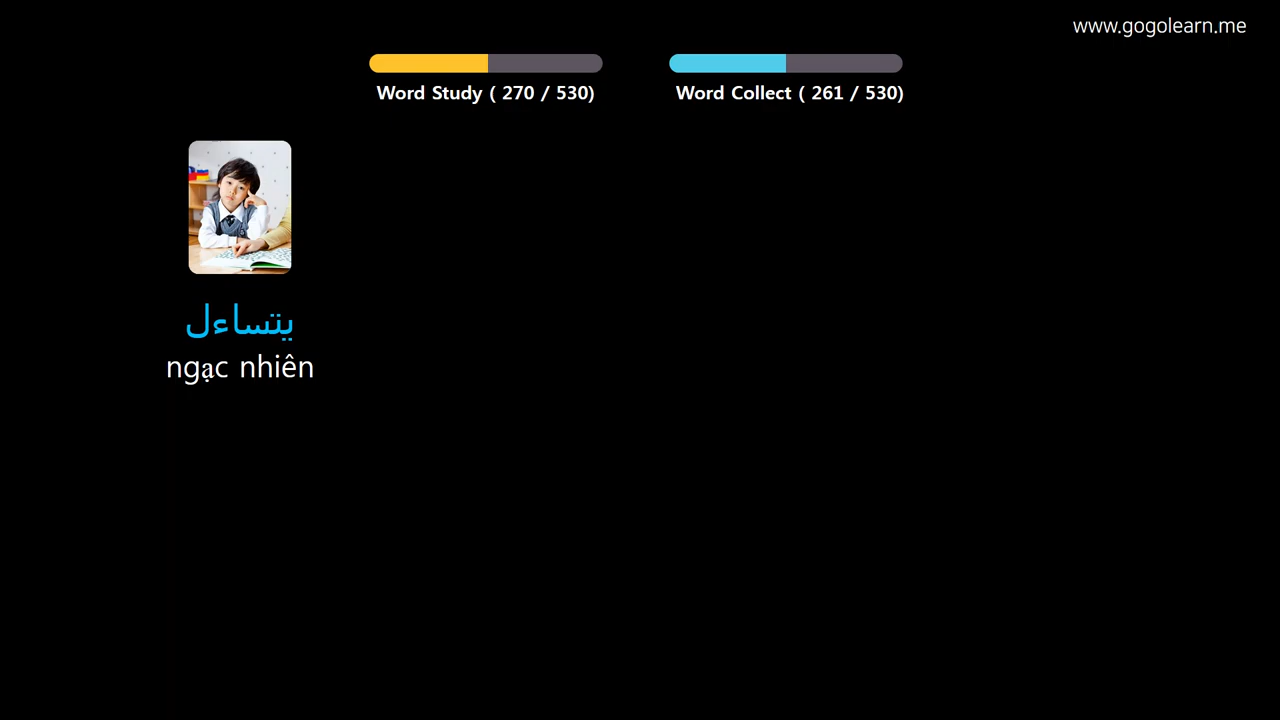 www.gogolearn.me
Word Study ( 270 / 530)
Word Collect ( 261 / 530)
يتساءل
ngạc nhiên